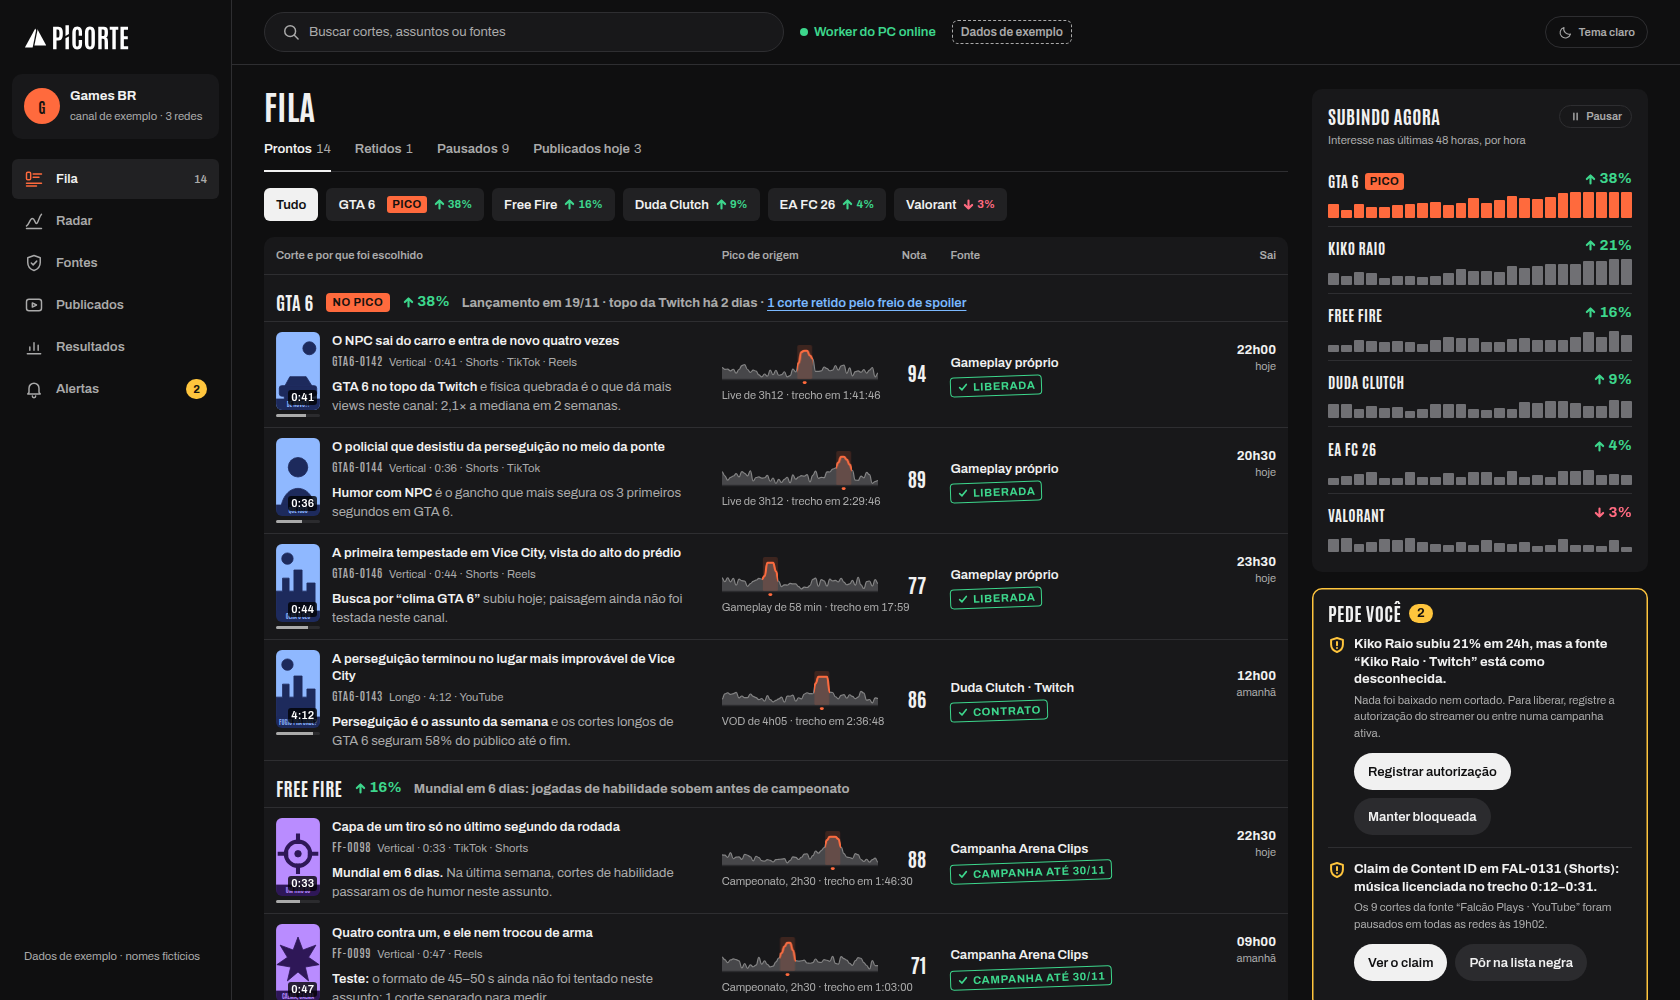 PICORTE
G
Games BR
canal de exemplo · 3 redes
Fila 14
Radar
Fontes
Publicados
Resultados
Alertas 2
Dados de exemplo · nomes fictícios
Buscar cortes, assuntos ou fontes
Worker do PC online
Dados de exemplo
Tema claro
FILA
Prontos 14 Retidos 1 Pausados 9 Publicados hoje 3
Tudo GTA 6 PICO 38% Free Fire 16% Duda Clutch 9% EA FC 26 4% Valorant 3%
Corte e por que foi escolhido Pico de origem Nota Fonte Sai
GTA 6 NO PICO 38% Lançamento em 19/11 · topo da Twitch há 2 dias · 1 corte retido pelo freio de spoiler
0:41
O NPC sai do carro e entra de novo quatro vezes
GTA6-0142 Vertical · 0:41 · Shorts · TikTok · Reels
GTA 6 no topo da Twitch e física quebrada é o que dá mais
views neste canal: 2,1× a mediana em 2 semanas.
Live de 3h12 · trecho em 1:41:46
94
Gameplay próprio
LIBERADA
22h00
hoje
0:36
O policial que desistiu da perseguição no meio da ponte
GTA6-0144 Vertical · 0:36 · Shorts · TikTok
Humor com NPC é o gancho que mais segura os 3 primeiros
segundos em GTA 6.
Live de 3h12 · trecho em 2:29:46
89
Gameplay próprio
LIBERADA
20h30
hoje
0:44
A primeira tempestade em Vice City, vista do alto do prédio
GTA6-0146 Vertical · 0:44 · Shorts · Reels
Busca por “clima GTA 6” subiu hoje; paisagem ainda não foi
testada neste canal.
Gameplay de 58 min · trecho em 17:59
77
Gameplay próprio
LIBERADA
23h30
hoje
4:12
A perseguição terminou no lugar mais improvável de Vice
City
GTA6-0143 Longo · 4:12 · YouTube
Perseguição é o assunto da semana e os cortes longos de
GTA 6 seguram 58% do público até o fim.
VOD de 4h05 · trecho em 2:36:48
86
Duda Clutch · Twitch
CONTRATO
12h00
amanhã
FREE FIRE 16% Mundial em 6 dias: jogadas de habilidade sobem antes de campeonato
0:33
Capa de um tiro só no último segundo da rodada
FF-0098 Vertical · 0:33 · TikTok · Shorts
Mundial em 6 dias. Na última semana, cortes de habilidade
passaram os de humor neste assunto.
Campeonato, 2h30 · trecho em 1:46:30
88
Campanha Arena Clips
CAMPANHA ATÉ 30/11
22h30
hoje
0:47
Quatro contra um, e ele nem trocou de arma
FF-0099 Vertical · 0:47 · Reels
Teste: o formato de 45–50 s ainda não foi tentado neste
assunto: 1 corte separado para medir.
Campeonato, 2h30 · trecho em 1:03:00
71
Campanha Arena Clips
CAMPANHA ATÉ 30/11
09h00
amanhã
SUBINDO AGORA
Pausar
Interesse nas últimas 48 horas, por hora
GTA 6 PICO 38%
KIKO RAIO 21%
FREE FIRE 16%
DUDA CLUTCH 9%
EA FC 26 4%
VALORANT 3%
PEDE VOCÊ 2
Kiko Raio subiu 21% em 24h, mas a fonte
“Kiko Raio · Twitch” está como
desconhecida.
Nada foi baixado nem cortado. Para liberar, registre a
autorização do streamer ou entre numa campanha
ativa.
Registrar autorização
Manter bloqueada
Claim de Content ID em FAL-0131 (Shorts):
música licenciada no trecho 0:12–0:31.
Os 9 cortes da fonte “Falcão Plays · YouTube” foram
pausados em todas as redes às 19h02.
Ver o claim
Pôr na lista negra